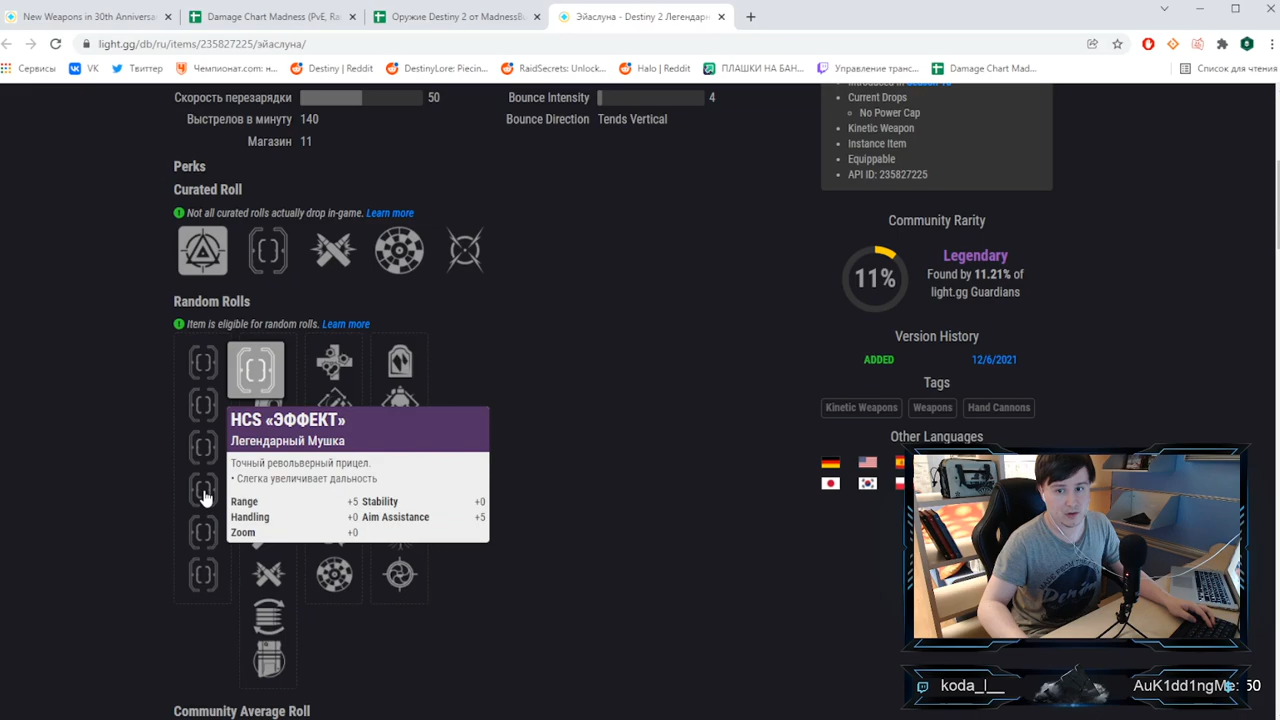 New Weapons in 30th Anniversa
Damage Chart Madness (PvE, Ra
Оружие Destiny 2 от MadnessBu
Эйаслуна - Destiny 2 Легендарн
light.gg/db/ru/items/235827225/эйаслуна/
Сервисы
VK
Твиттер
Чемпионат.com: н...
Destiny | Reddit
DestinyLore: Piecin...
RaidSecrets: Unlock...
Halo | Reddit
ПЛАШКИ НА БАН...
Управление транс...
Damage Chart Mad...
Список для чтения
Скорость перезарядки 50
Выстрелов в минуту 140
Магазин 11
Bounce Intensity 4
Bounce Direction Tends Vertical
Perks
Curated Roll
Not all curated rolls actually drop in-game. Learn more
Random Rolls
Item is eligible for random rolls. Learn more
HCS «ЭФФЕКТ»
Легендарный Мушка
Точный револьверный прицел.
• Слегка увеличивает дальность
Range +5 Stability +0
Handling +0 Aim Assistance +5
Zoom +0
Community Average Roll
• Current Drops
No Power Cap
• Kinetic Weapon
• Instance Item
• Equippable
• API ID: 235827225
Community Rarity
11%
Legendary
Found by 11.21% of
light.gg Guardians
Version History
ADDED 12/6/2021
Tags
Kinetic Weapons
Weapons
Hand Cannons
Other Languages
koda_l__
AuK1dd1ngMe: 50